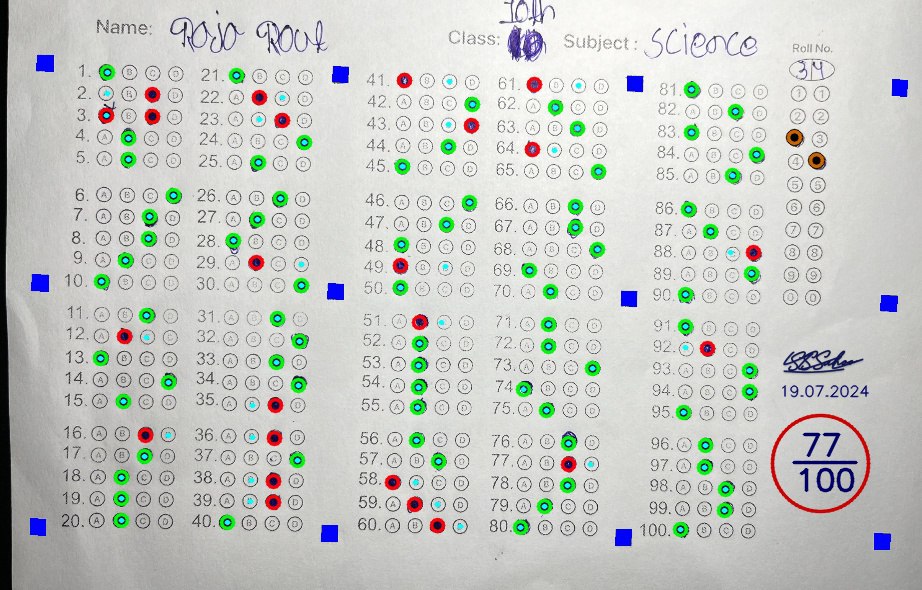 Name: Roja Rout Class: 10th Subject: Science
Roll No.
34
1. A B C D
2. A B C D
3. A B C D
4. A B C D
5. A B C D
6. A B C D
7. A B C D
8. A B C D
9. A B C D
10. A B C D
11. A B C D
12. A B C D
13. A B C D
14. A B C D
15. A B C D
16. A B C D
17. A B C D
18. A B C D
19. A B C D
20. A B C D
21. A B C D
22. A B C D
23. A B C D
24. A B C D
25. A B C D
26. A B C D
27. A B C D
28. A B C D
29. A B C D
30. A B C D
31. A B C D
32. A B C D
33. A B C D
34. A B C D
35. A B C D
36. A B C D
37. A B C D
38. A B C D
39. A B C D
40. A B C D
41. A B C D
42. A B C D
43. A B C D
44. A B C D
45. A B C D
46. A B C D
47. A B C D
48. A B C D
49. A B C D
50. A B C D
51. A B C D
52. A B C D
53. A B C D
54. A B C D
55. A B C D
56. A B C D
57. A B C D
58. A B C D
59. A B C D
60. A B C D
61. A B C D
62. A B C D
63. A B C D
64. A B C D
65. A B C D
66. A B C D
67. A B C D
68. A B C D
69. A B C D
70. A B C D
71. A B C D
72. A B C D
73. A B C D
74. A B C D
75. A B C D
76. A B C D
77. A B C D
78. A B C D
79. A B C D
80. A B C D
81. A B C D
82. A B C D
83. A B C D
84. A B C D
85. A B C D
86. A B C D
87. A B C D
88. A B C D
89. A B C D
90. A B C D
91. A B C D
92. A B C D
93. A B C D
94. A B C D
95. A B C D
96. A B C D
97. A B C D
98. A B C D
99. A B C D
100. A B C D
1 1
2 2
3
4
5 5
6 6
7 7
8 8
9 9
0 0
19.07.2024
77
100